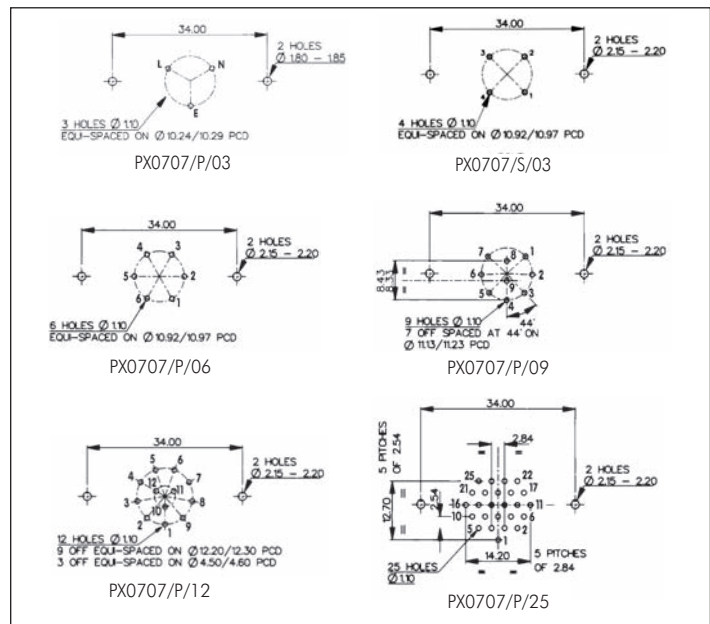 34.00
2 HOLES
Ø 1.80 – 1.85
L
N
E
3 HOLES Ø 1.10
EQUI-SPACED ON Ø 10.24/10.29 PCD
PX0707/P/03
34.00
2 HOLES
Ø 2.15 – 2.20
3
2
4
1
4 HOLES Ø 1.10
EQUI-SPACED ON Ø 10.92/10.97 PCD
PX0707/S/03
34.00
2 HOLES
Ø 2.15 – 2.20
4
3
5
2
6
1
6 HOLES Ø 1.10
EQUI-SPACED ON Ø 10.92/10.97 PCD
PX0707/P/06
34.00
2 HOLES
Ø 2.15 – 2.20
8.43
8.33
7
8
1
6
2
9
5
3
4
44°
9 HOLES Ø 1.10
7 OFF SPACED AT 44° ON
Ø 11.13/11.23 PCD
PX0707/P/09
34.00
2 HOLES
Ø 2.15 – 2.20
5
6
4
7
12
11
3
8
10
2
9
1
12 HOLES Ø 1.10
9 OFF EQUI-SPACED ON Ø 12.20/12.30 PCD
3 OFF EQUI-SPACED ON Ø 4.50/4.60 PCD
PX0707/P/12
34.00
5 PITCHES
OF 2.54
2.84
2 HOLES
Ø 2.15 – 2.20
25
22
21
17
12.70
2.54
16
11
10
6
5
2
1
25 HOLES
Ø 1.10
14.20
5 PITCHES
OF 2.84
PX0707/P/25